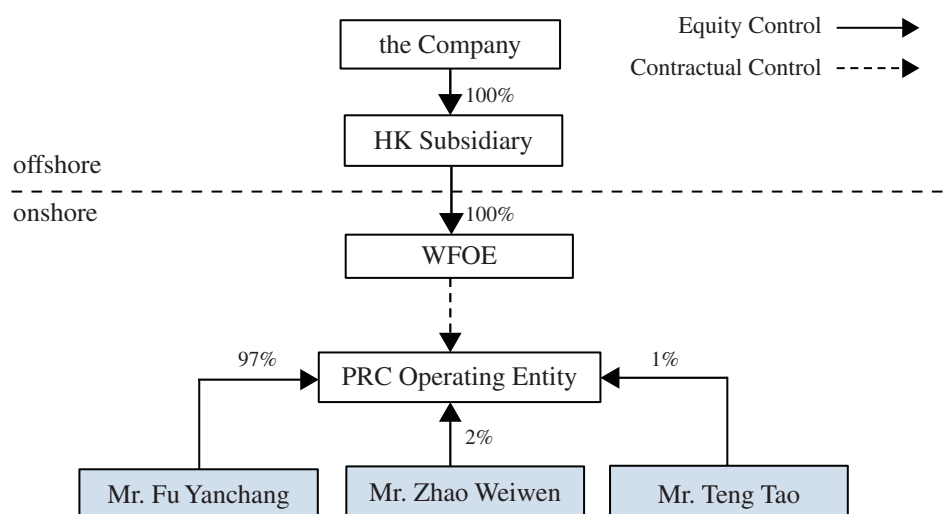 the Company
Equity Control
Contractual Control
100%
HK Subsidiary
offshore
onshore
100%
WFOE
97%
PRC Operating Entity
1%
2%
Mr. Fu Yanchang
Mr. Zhao Weiwen
Mr. Teng Tao